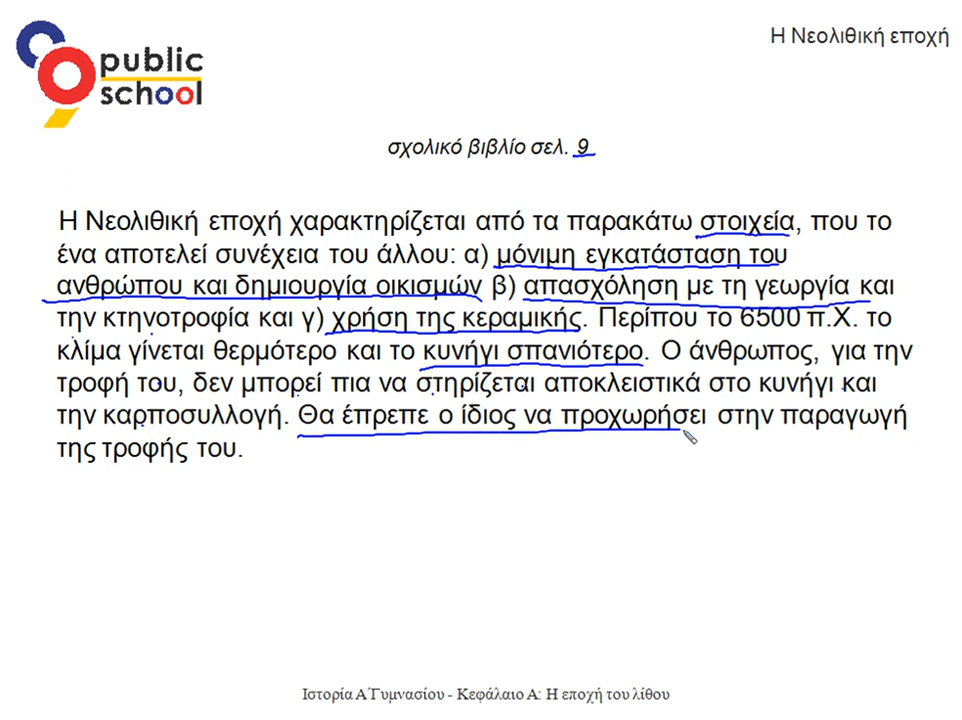 public
school
Η Νεολιθική εποχή
σχολικό βιβλίο σελ. 9
Η Νεολιθική εποχή χαρακτηρίζεται από τα παρακάτω στοιχεία, που το
ένα αποτελεί συνέχεια του άλλου: α) μόνιμη εγκατάσταση του
ανθρώπου και δημιουργία οικισμών β) απασχόληση με τη γεωργία και
την κτηνοτροφία και γ) χρήση της κεραμικής. Περίπου το 6500 π.Χ. το
κλίμα γίνεται θερμότερο και το κυνήγι σπανιότερο. Ο άνθρωπος, για την
τροφή του, δεν μπορεί πια να στηρίζεται αποκλειστικά στο κυνήγι και
την καρποσυλλογή. Θα έπρεπε ο ίδιος να προχωρήσει στην παραγωγή
της τροφής του.
Ιστορία Α΄Γυμνασίου - Κεφάλαιο Α: Η εποχή του λίθου